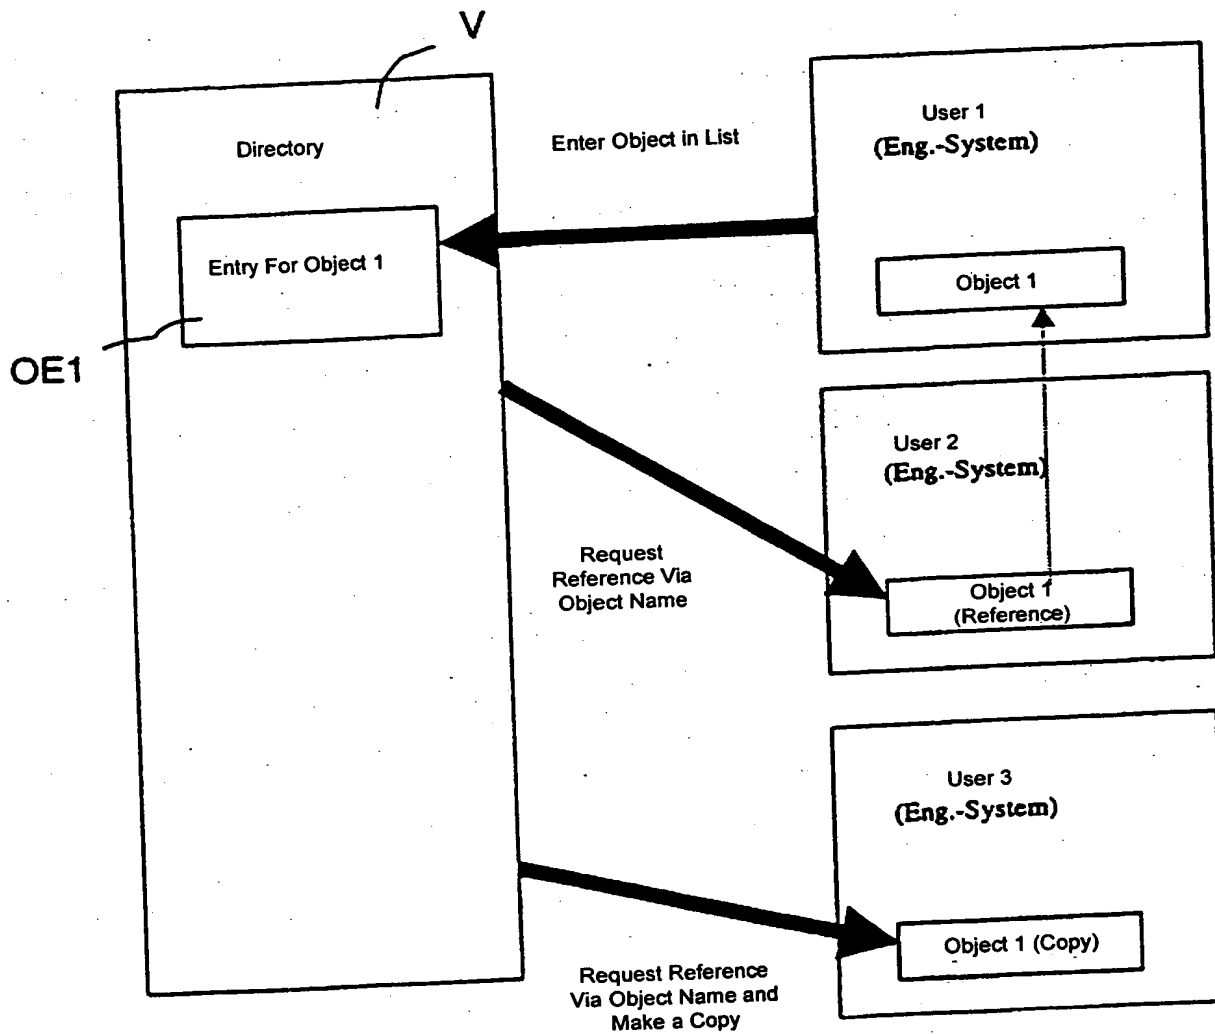 V
Directory
Enter Object in List
User 1
(Eng.-System)
Entry For Object 1
Object 1
OE1
User 2
(Eng.-System)
Request
Reference Via
Object Name
Object 1
(Reference)
User 3
(Eng.-System)
Object 1 (Copy)
Request Reference
Via Object Name and
Make a Copy